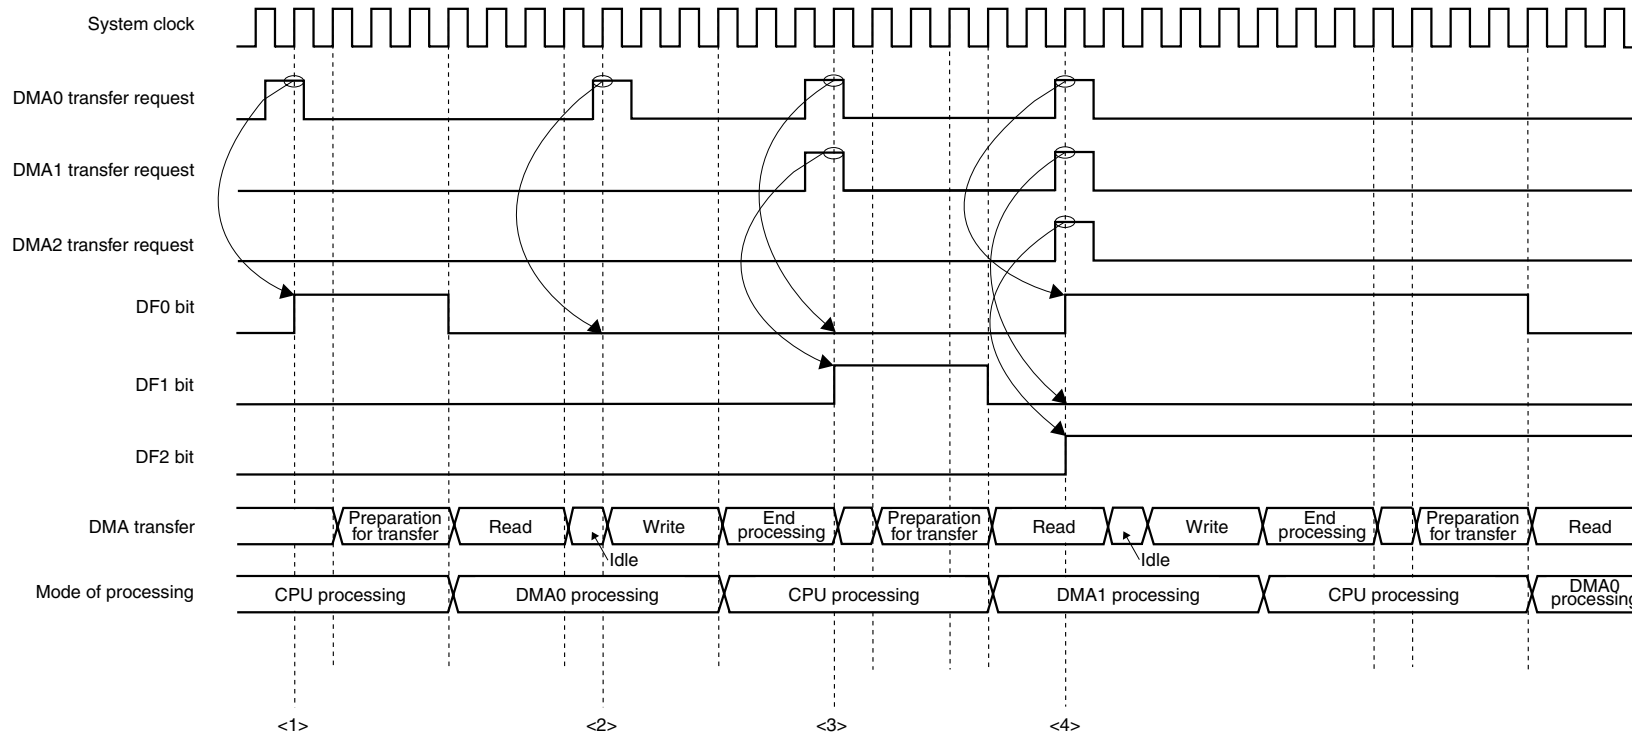 System clock
DMA0 transfer request
DMA1 transfer request
DMA2 transfer request
DF0 bit
DF1 bit
DF2 bit
DMA transfer
Preparation
for transfer
Read
Write
End
processing
Preparation
for transfer
Read
Write
End
processing
Preparation
for transfer
Read
Idle
Idle
Mode of processing
CPU processing
DMA0 processing
CPU processing
DMA1 processing
CPU processing
DMA0
processing
<1>
<2>
<3>
<4>